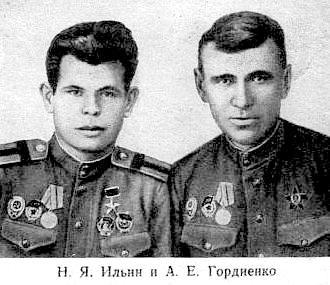 Н. Я. Ильин и А. Е. Гордиенко